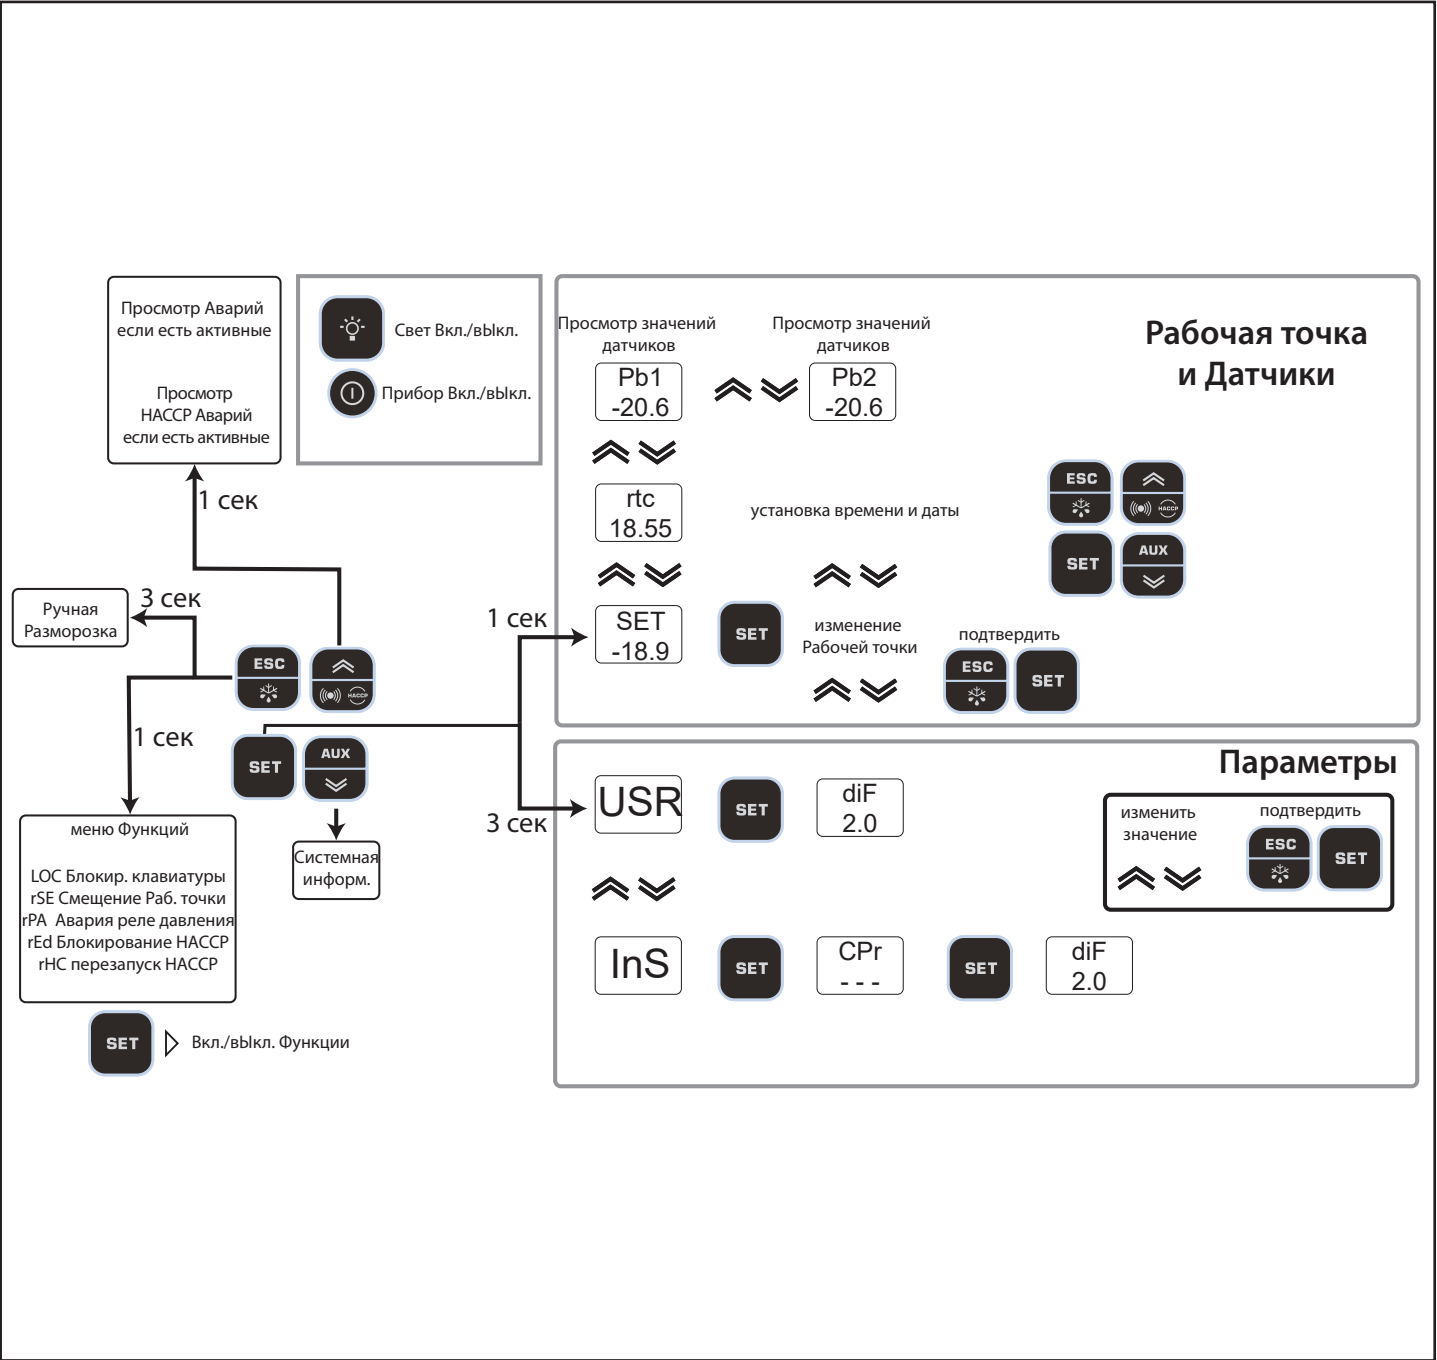 Просмотр Аварий
если есть активные
Просмотр
НАССР Аварий
если есть активные
Свет Вкл./вЫкл.
Прибор Вкл./вЫкл.
Рабочая точка
и Датчики
Просмотр значений
датчиков
Pb1
-20.6
Просмотр значений
датчиков
Pb2
-20.6
rtc
18.55
установка времени и даты
ESC
HACCP
SET
AUX
1 сек
SET
-18.9
SET
изменение
Рабочей точки
подтвердить
ESC
SET
1 сек
3 сек
Ручная
Разморозка
ESC
HACCP
SET
AUX
1 сек
меню Функций
LOC Блокир. клавиатуры
rSE Смещение Раб. точки
rPA Авария реле давления
rEd Блокирование НАССР
rHC перезапуск НАССР
SET
Вкл./вЫкл. Функции
Системная
информ.
Параметры
3 сек
USR
SET
diF
2.0
изменить
значение
подтвердить
ESC
SET
InS
SET
CPr
- - -
SET
diF
2.0